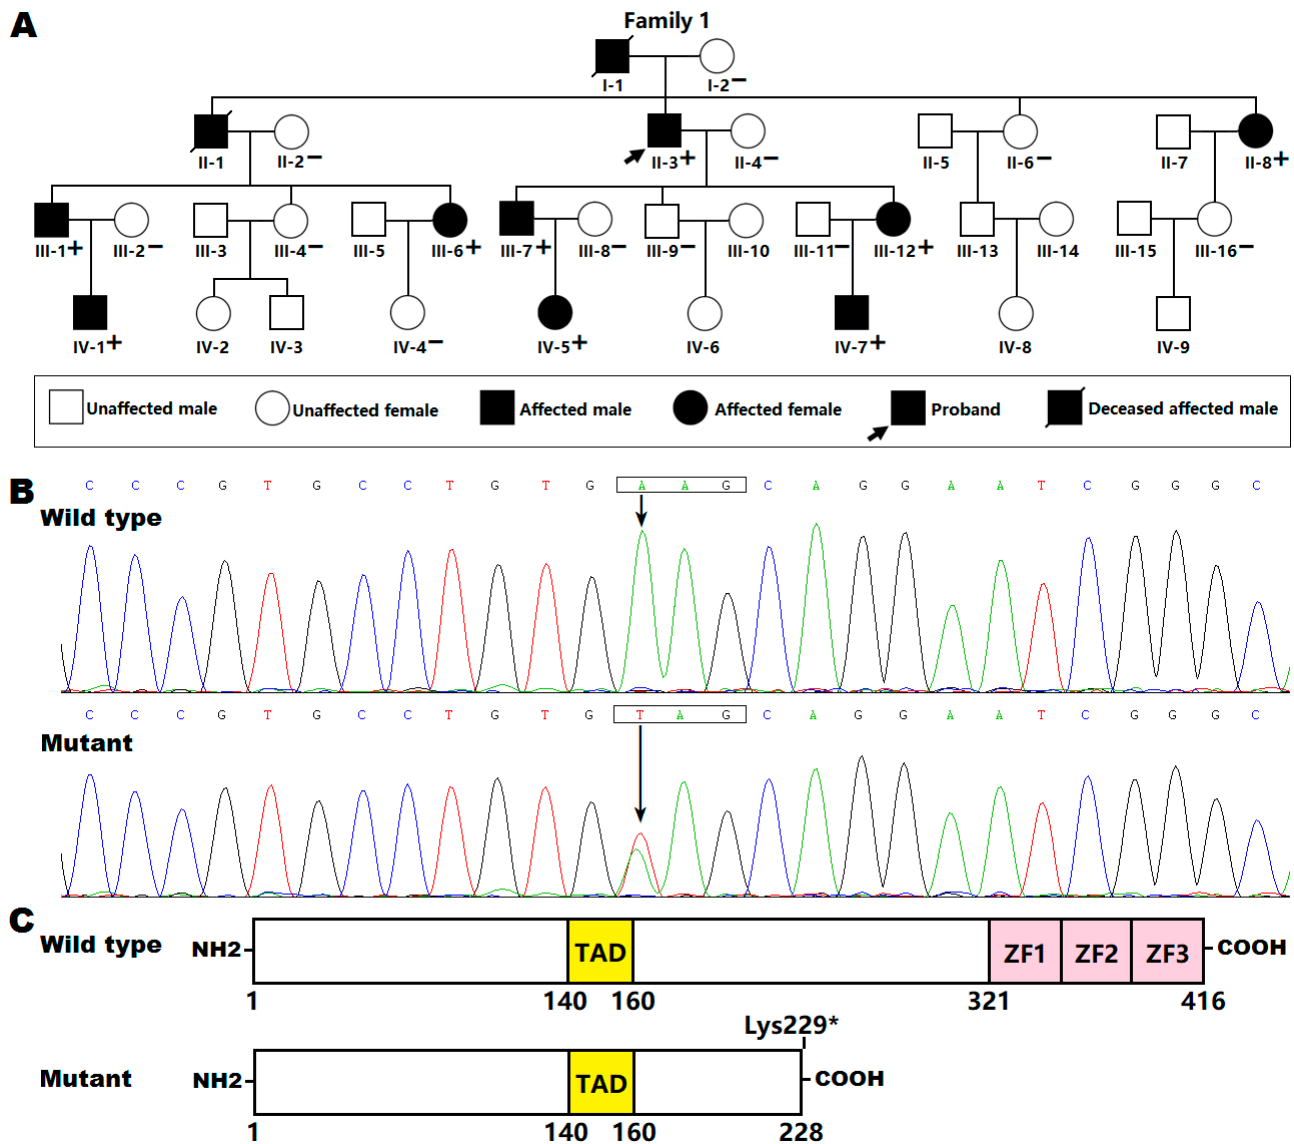 A
Family 1
I-1
I-2−
II-1
II-2−
II-3+
II-4−
II-5
II-6−
II-7
II-8+
III-1+
III-2−
III-3
III-4−
III-5
III-6+
III-7+
III-8−
III-9−
III-10
III-11−
III-12+
III-13
III-14
III-15
III-16−
IV-1+
IV-2
IV-3
IV-4−
IV-5+
IV-6
IV-7+
IV-8
IV-9
Unaffected male
Unaffected female
Affected male
Affected female
Proband
Deceased affected male
B
C C C G T G C C T G T G A A G C A G G A A T C G G G C
Wild type
C C C G T G C C T G T G T A G C A G G A A T C G G G C
Mutant
C
Wild type NH2 TAD ZF1 ZF2 ZF3 COOH
1 140 160 321 416
Lys229*
Mutant NH2 TAD COOH
1 140 160 228